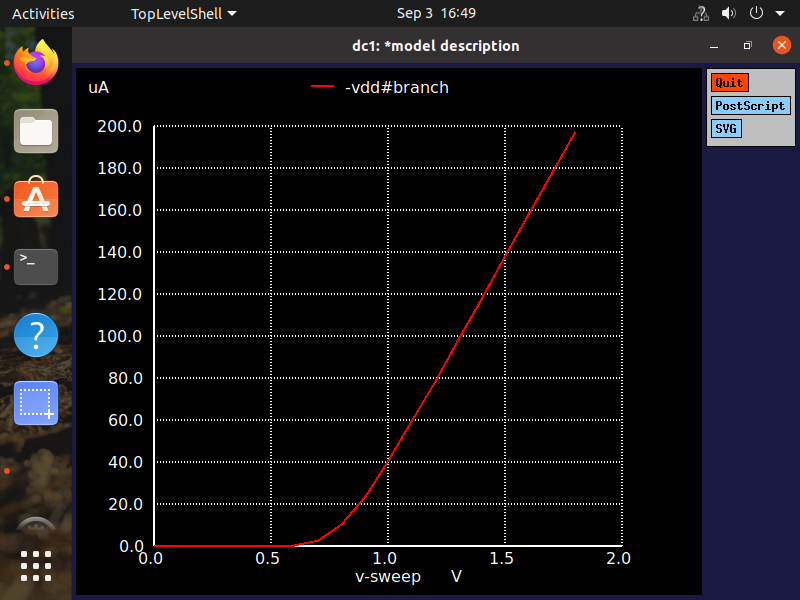 Activities TopLevelShell Sep 3 16:49
dc1: *model description
uA -vdd#branch
Quit
PostScript
SVG
200.0
180.0
160.0
140.0
120.0
100.0
80.0
60.0
40.0
20.0
0.0
0.0 0.5 1.0 1.5 2.0
v-sweep V